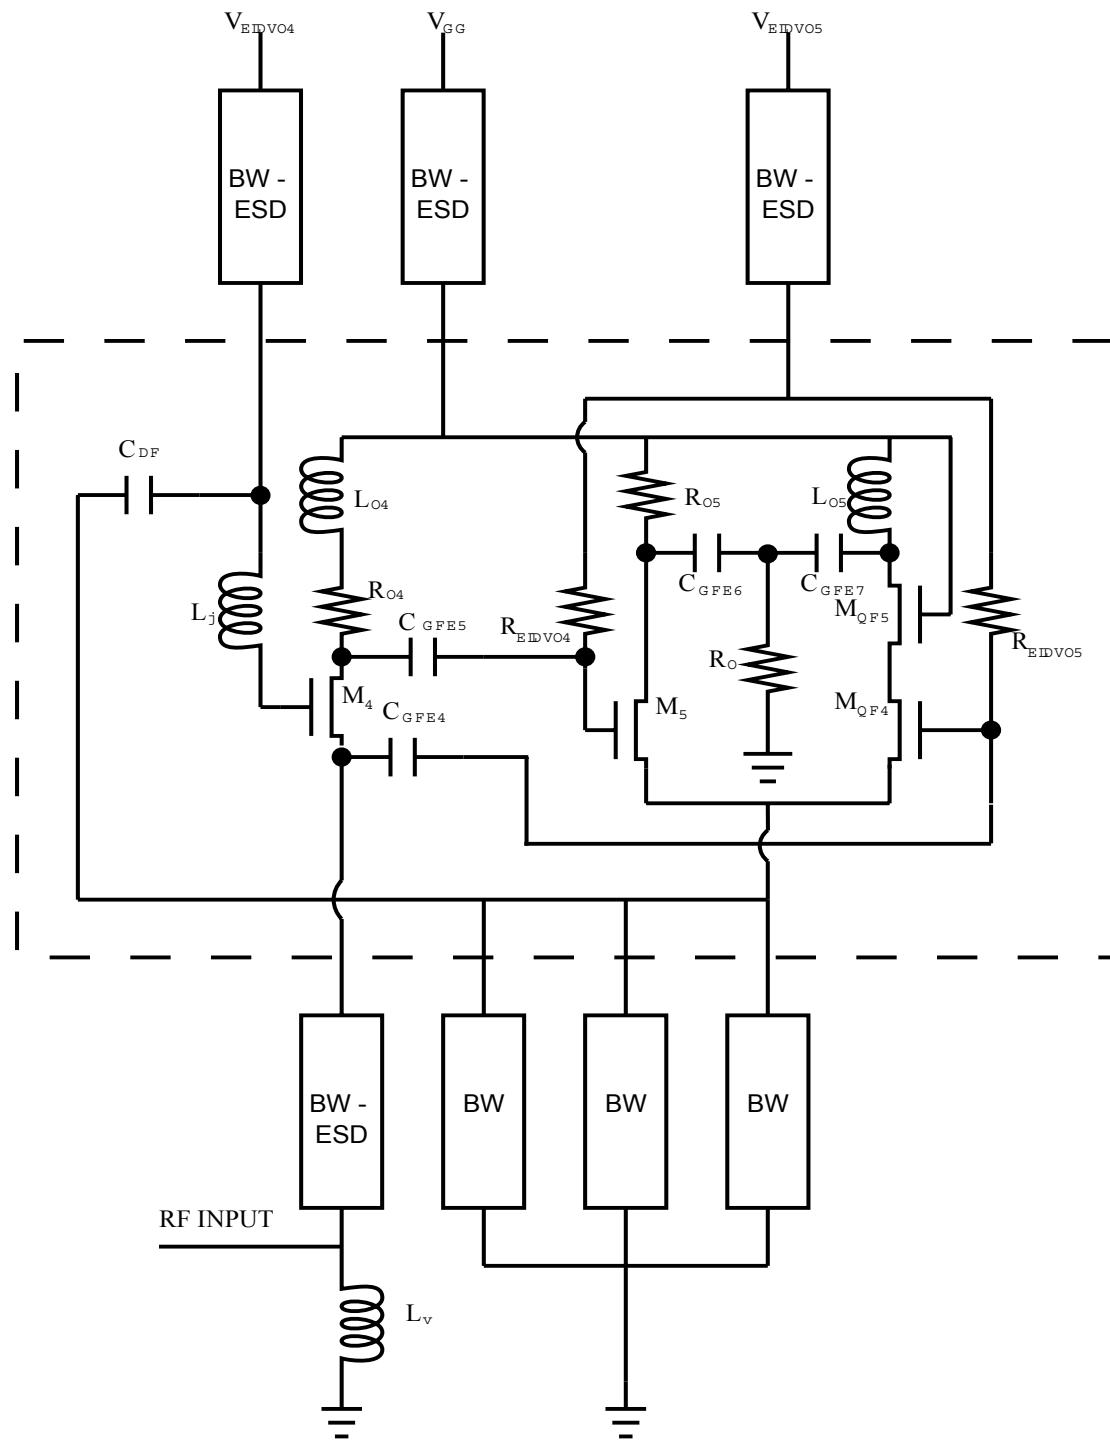 V_EIDVO4
V_GG
V_EIDVO5
BW -
ESD
BW -
ESD
BW -
ESD
C_DF
L_O4
R_O5
L_O5
L_j
R_O4
C_GFE5
R_EIDVO4
C_GFE6
C_GFE7
M_QF5
R_EIDVO5
R_O
M_4
C_GFE4
M_5
M_QF4
BW -
ESD
BW
BW
BW
RF INPUT
L_v